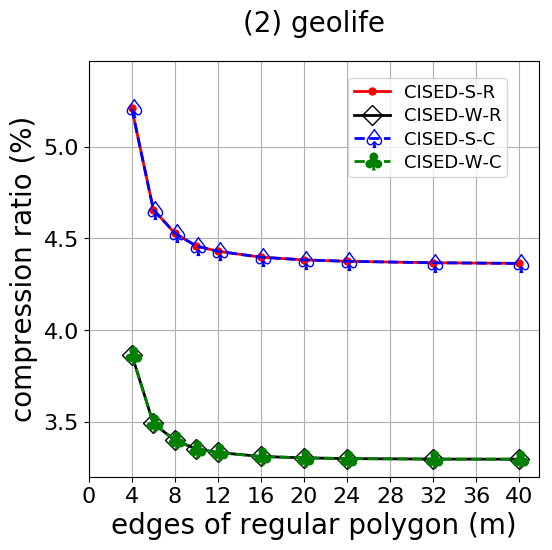 (2) geolife
compression ratio (%)
5.0
4.5
4.0
3.5
CISED-S-R
CISED-W-R
CISED-S-C
CISED-W-C
0 4 8 12 16 20 24 28 32 36 40
edges of regular polygon (m)